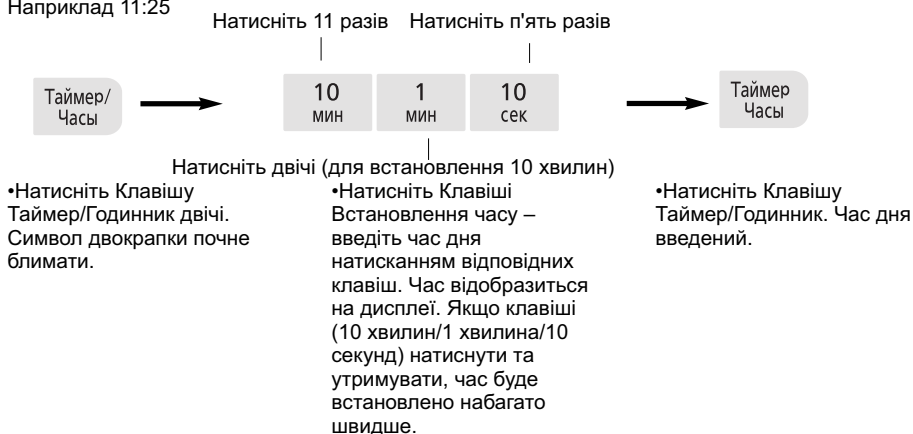 Наприклад 11:25
Натисніть 11 разів
Натисніть п'ять разів
Таймер/
Часы
10
мин
1
мин
10
сек
Таймер
Часы
Натисніть двічі (для встановлення 10 хвилин)
•Натисніть Клавішу
Таймер/Годинник двічі.
Символ двокрапки почне
блимати.
•Натисніть Клавіші
Встановлення часу –
введіть час дня
натисканням відповідних
клавіш. Час відобразиться
на дисплеї. Якщо клавіші
(10 хвилин/1 хвилина/10
секунд) натиснути та
утримувати, час буде
встановлено набагато
швидше.
•Натисніть Клавішу
Таймер/Годинник. Час дня
введений.